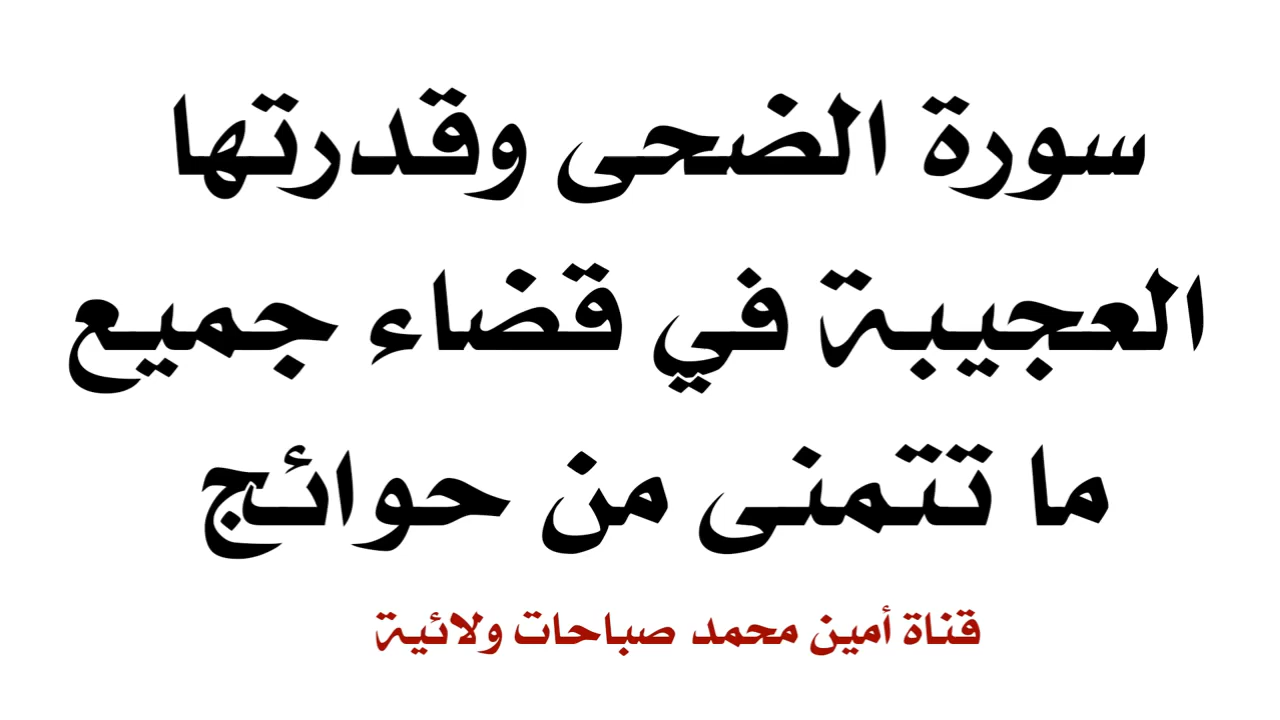 سورة الضحى وقدرتها
العجيبة في قضاء جميع
ما تتمنى من حوائج
قناة أمين محمد صباحات ولائية